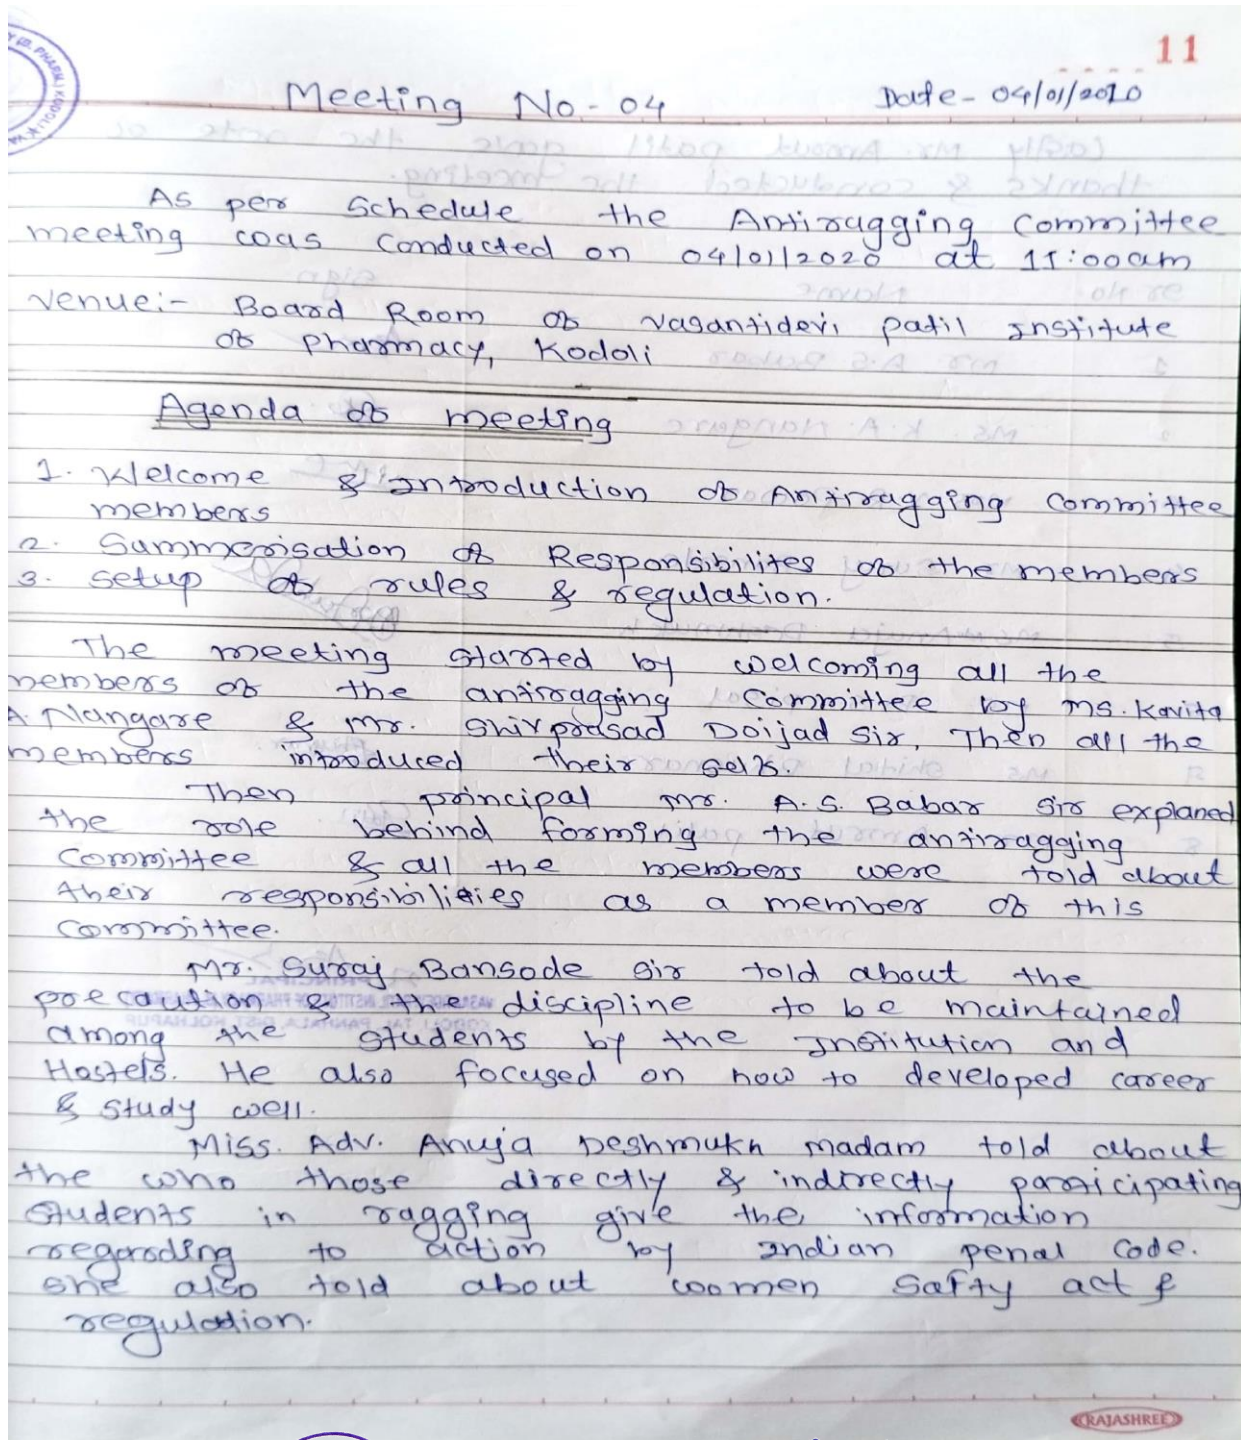 11
Meeting No - 04 Date - 04/01/2020
As per Schedule the Antiragging Committee
meeting was Conducted on 04/01/2020 at 11:00am
Venue:- Board Room of Vasantidevi patil Institute
of Pharmacy, Kodoli
Agenda of meeting
1. Welcome & Introduction of Antiragging Committee
members
2. Summerisation of Responsibilites of the members
3. Setup of rules & regulation.
The meeting started by welcoming all the
members of the antiragging Committee by Ms. Kavita
A. Nangare & Mr. Shivprasad Doijad Sir, Then all the
members introduced their self.
Then principal Mr. A.S. Babar Sir explaned
the role behind forming the antiragging
Committee & all the members were told about
their responsibilities as a member of this
Committee.
Mr. Suraj Bansode Sir told about the
precaution & the discipline to be maintained
among the students by the Institution and
Hostels. He also focused on how to developed career
& study well.
Miss. Adv. Anuja Deshmukh madam told about
the who those directly & indirectly participating
students in ragging give the information
regarding to action by Indian penal Code.
She also told about women Safty act &
regulation.
RAJASHREE